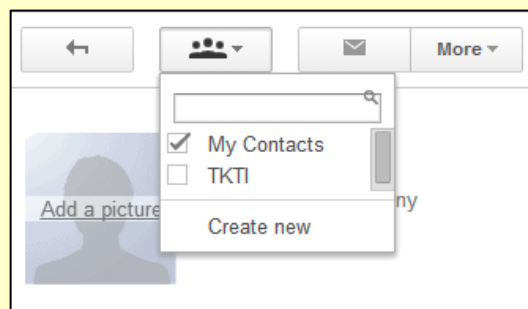 More
My Contacts
TKTI
Add a picture
ny
Create new